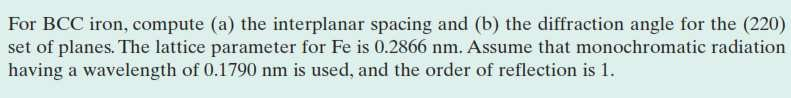 For BCC iron, compute (a) the interplanar spacing and (b) the diffraction angle for the (220)
set of planes. The lattice parameter for Fe is 0.2866 nm. Assume that monochromatic radiation
having a wavelength of 0.1790 nm is used, and the order of reflection is 1.